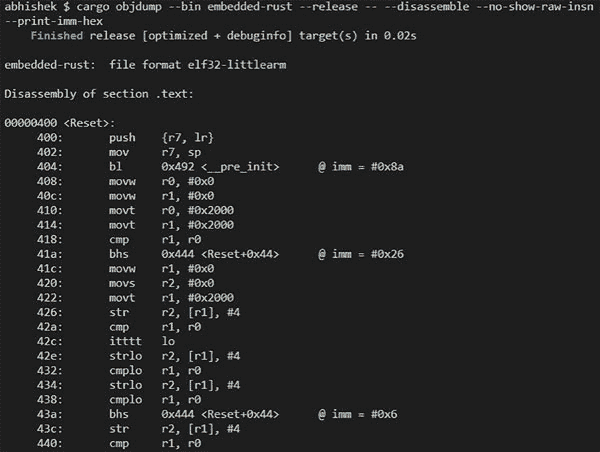 abhishek $ cargo objdump --bin embedded-rust --release -- --disassemble --no-show-raw-insn
--print-imm-hex
    Finished release [optimized + debuginfo] target(s) in 0.02s
embedded-rust:  file format elf32-littlearm
Disassembly of section .text:
00000400 <Reset>:
     400:       push    {r7, lr}
     402:       mov     r7, sp
     404:       bl      0x492 <__pre_init>      @ imm = #0x8a
     408:       movw    r0, #0x0
     40c:       movw    r1, #0x0
     410:       movt    r0, #0x2000
     414:       movt    r1, #0x2000
     418:       cmp     r1, r0
     41a:       bhs     0x444 <Reset+0x44>      @ imm = #0x26
     41c:       movw    r1, #0x0
     420:       movs    r2, #0x0
     422:       movt    r1, #0x2000
     426:       str     r2, [r1], #4
     42a:       cmp     r1, r0
     42c:       itttt   lo
     42e:       strlo   r2, [r1], #4
     432:       cmplo   r1, r0
     434:       strlo   r2, [r1], #4
     438:       cmplo   r1, r0
     43a:       bhs     0x444 <Reset+0x44>      @ imm = #0x6
     43c:       str     r2, [r1], #4
     440:       cmp     r1, r0